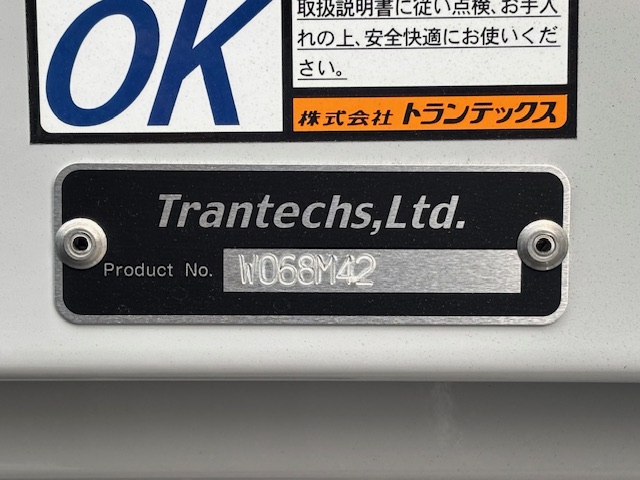 OK
取扱説明書に従い点検、お手入
れの上、安全快適にお使いくだ
さい。
株式会社 トランテックス
Trantechs,Ltd.
Product No. W068M42